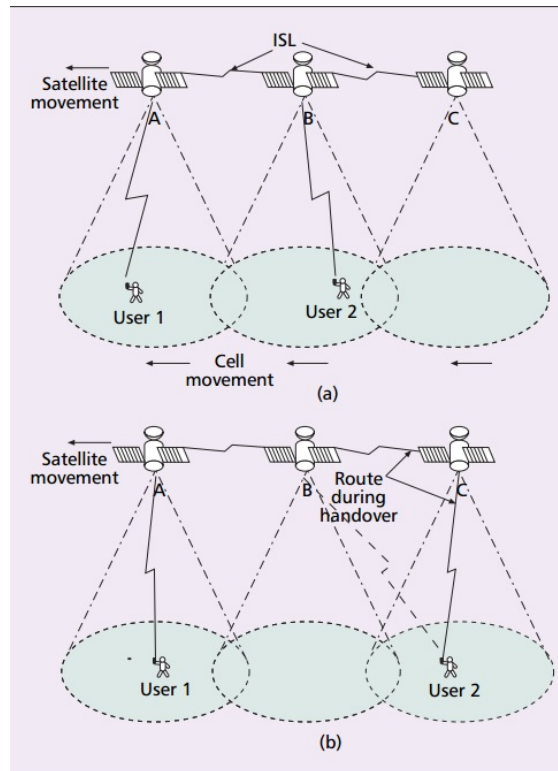 ISL
Satellite
movement
A
B
C
User 1
User 2
Cell
movement
(a)
Satellite
movement
A
B
C
Route
during
handover
User 1
User 2
(b)